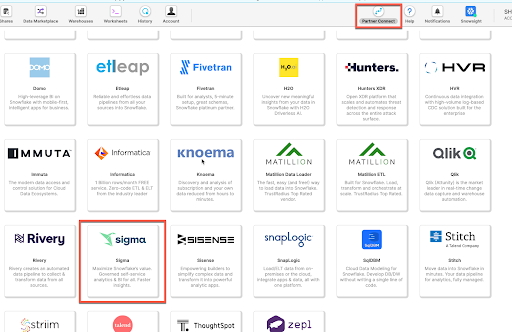 Shares
Data Marketplace
Warehouses
Worksheets
History
Account
Partner Connect
Help
Notifications
Snowsight
SH
ACC
DOMO
Domo
High-leverage BI on
Snowflake with mobile-first,
intelligent apps for business.
etleap
Etleap
Reliable and effortless data
pipelines from all your
sources into Snowflake.
Fivetran
Fivetran
Built for analysts, 5-minute
setup, great schemas,
Snowflake platinum partner.
H2O
H2O
Uncover new meaningful
insights from your data in
Snowflake with H2O
Driverless AI.
Hunters.
Hunters XDR
Open XDR platform that
scales and automates threat
detection and response
across the entire attack
surface.
HVR
HVR
Continuous data integration
with high-volume log-based
CDC solution built for the
enterprise.
IMMUTA
Immuta
The modern data access and
control solution for Cloud
Data Ecosystems.
Informatica
Informatica
1 Billion rows/month FREE
service. Zero-code ETL & ELT
from the industry leader.
Knoema
Knoema
Discovery and analysis of
subscription and your own
data reduced from hours to
minutes.
MATILLION
Matillion Data Loader
The fast, easy (and free!) way
to load data into Snowflake.
TrustRadius Top Rated
vendor.
MATILLION
Matillion ETL
Built for Snowflake. Load,
transform and orchestrate at
scale. TrustRadius Top
Rated.
Qlik
Qlik
Qlik (Attunity) is the market
leader in real-time change
data capture and warehouse
automation.
Rivery
Rivery
Rivery creates an automated
data pipeline to collect &
transform data from all
sources.
sigma
Sigma
Maximize Snowflake's value.
Governed self-service
analytics & BI for all. Faster
insights.
SISENSE
Sisense
Empowering builders to
simplify complex data and
transform it into powerful
analytic apps.
snapLogic
SnapLogic
Load/ELT data from on-
premises or the cloud,
integrate apps & data, all with
one platform.
SqlDBM
SqlDBM
Cloud Data Modeling for
Snowflake. Develop DB/DW
without writing a single line
of code.
Stitch
A Talend Company
Stitch
Move data into Snowflake in
minutes. Your data pipeline
for analytics, fully managed.
striim
talend
ThoughtSpot
zepl